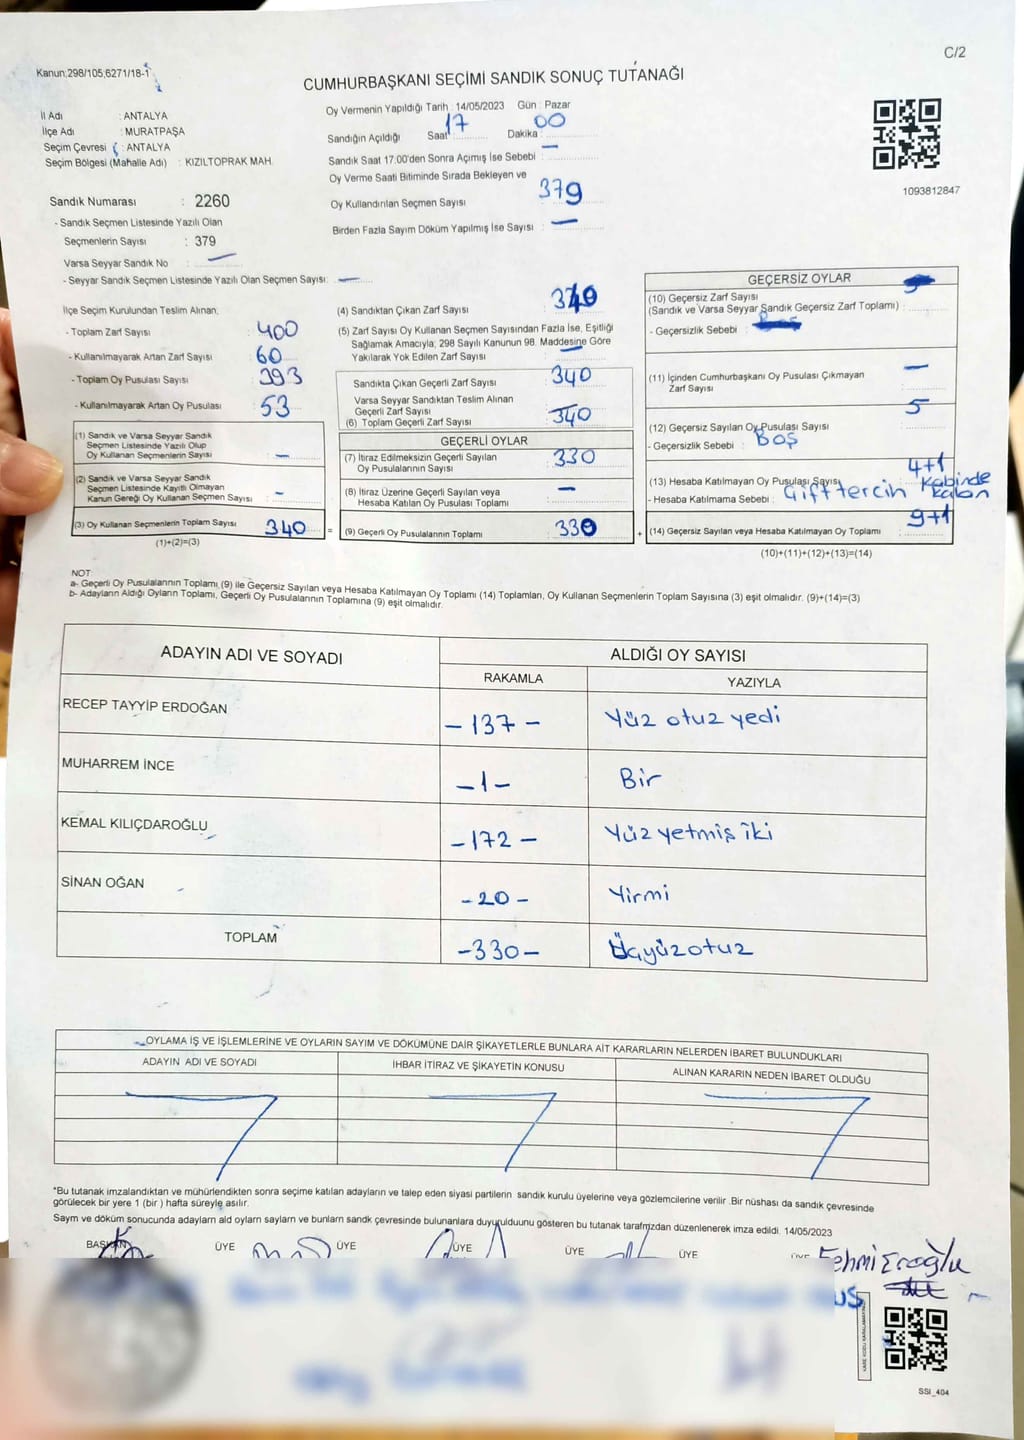 C/2
Kanun;298/105,6271/18-1
CUMHURBAŞKANI SEÇİMİ SANDIK SONUÇ TUTANAĞI
İl Adı : ANTALYA
İlçe Adı : MURATPAŞA
Seçim Çevresi : ANTALYA
Seçim Bölgesi (Mahalle Adı) : KIZILTOPRAK MAH.
Sandık Numarası : 2260
- Sandık Seçmen Listesinde Yazılı Olan
Seçmenlerin Sayısı : 379
Varsa Seyyar Sandık No : —
- Seyyar Sandık Seçmen Listesinde Yazılı Olan Seçmen Sayısı: —
Oy Vermenin Yapıldığı Tarih : 14/05/2023 Gün : Pazar
Sandığın Açıldığı Saat 17 Dakika : 00
Sandık Saat 17.00'den Sonra Açımış İse Sebebi : —
Oy Verme Saati Bitiminde Sırada Bekleyen ve
Oy Kullandırılan Seçmen Sayısı : 379
Birden Fazla Sayım Döküm Yapılmış İse Sayısı : —
1093812847
İlçe Seçim Kurulundan Teslim Alınan;
- Toplam Zarf Sayısı : 400
- Kullanılmayarak Artan Zarf Sayısı : 60
- Toplam Oy Pusulası Sayısı : 393
- Kullanılmayarak Artan Oy Pusulası : 53
(1) Sandık ve Varsa Seyyar Sandık
Seçmen Listesinde Yazılı Olup
Oy Kullanan Seçmenlerin Sayısı : —
(2) Sandık ve Varsa Seyyar Sandık
Seçmen Listesinde Kayıtlı Olmayan
Kanun Gereği Oy Kullanan Seçmen Sayısı : —
(3) Oy Kullanan Seçmenlerin Toplam Sayısı 340 =
(1)+(2)=(3)
(4) Sandıktan Çıkan Zarf Sayısı :
(5) Zarf Sayısı Oy Kullanan Seçmen Sayısından Fazla İse, Eşitliği
Sağlamak Amacıyla; 298 Sayılı Kanunun 98. Maddesine Göre
Yakılarak Yok Edilen Zarf Sayısı : —
Sandıkta Çıkan Geçerli Zarf Sayısı : 340
Varsa Seyyar Sandıktan Teslim Alınan
Geçerli Zarf Sayısı : —
(6) Toplam Geçerli Zarf Sayısı : 340
GEÇERLİ OYLAR
(7) İtiraz Edilmeksizin Geçerli Sayılan
Oy Pusulalarının Sayısı : 330
(8) İtiraz Üzerine Geçerli Sayılan veya
Hesaba Katılan Oy Pusulası Toplamı : —
(9) Geçerli Oy Pusulalarının Toplamı 330 +
GEÇERSİZ OYLAR
(10) Geçersiz Zarf Sayısı
(Sandık ve Varsa Seyyar Sandık Geçersiz Zarf Toplamı) :
- Geçersizlik Sebebi :
(11) İçinden Cumhurbaşkanı Oy Pusulası Çıkmayan
Zarf Sayısı : —
(12) Geçersiz Sayılan Oy Pusulası Sayısı : 5
- Geçersizlik Sebebi : BOŞ
(13) Hesaba Katılmayan Oy Pusulası Sayısı : 4+1
- Hesaba Katılmama Sebebi : Çift tercih Kabinde kalan
(14) Geçersiz Sayılan veya Hesaba Katılmayan Oy Toplamı : 9+1
(10)+(11)+(12)+(13)=(14)
NOT:
a- Geçerli Oy Pusulalarının Toplamı (9) ile Geçersiz Sayılan veya Hesaba Katılmayan Oy Toplamı (14) Toplamları, Oy Kullanan Seçmenlerin Toplam Sayısına (3) eşit olmalıdır. (9)+(14)=(3)
b- Adayların Aldığı Oyların Toplamı, Geçerli Oy Pusulalarının Toplamına (9) eşit olmalıdır.
ADAYIN ADI VE SOYADI
ALDIĞI OY SAYISI
RAKAMLA YAZIYLA
RECEP TAYYİP ERDOĞAN -137- Yüz otuz yedi
MUHARREM İNCE -1- Bir
KEMAL KILIÇDAROĞLU -172- Yüz yetmiş iki
SİNAN OĞAN -20- Yirmi
TOPLAM -330- Üçyüzotuz
OYLAMA İŞ VE İŞLEMLERİNE VE OYLARIN SAYIM VE DÖKÜMÜNE DAİR ŞİKAYETLERLE BUNLARA AİT KARARLARIN NELERDEN İBARET BULUNDUKLARI
ADAYIN ADI VE SOYADI İHBAR İTİRAZ VE ŞİKAYETİN KONUSU ALINAN KARARIN NEDEN İBARET OLDUĞU
*Bu tutanak imzalandıktan ve mühürlendikten sonra seçime katılan adayların ve talep eden siyasi partilerin sandık kurulu üyelerine veya gözlemcilerine verilir .Bir nüshası da sandık çevresinde
görülecek bir yere 1 (bir ) hafta süreyle asılır.
Saym ve döküm sonucunda adaylarn ald oylarn saylarn ve bunlarn sandk çevresinde bulunanlara duyurulduunu gösteren bu tutanak tarafmzdan düzenlenerek imza edildi. 14/05/2023
BAŞKAN ÜYE ÜYE ÜYE ÜYE ÜYE ÜYE
Fehmi Eroğlu
KARE KODU KARALAMAYINIZ
SSI_404